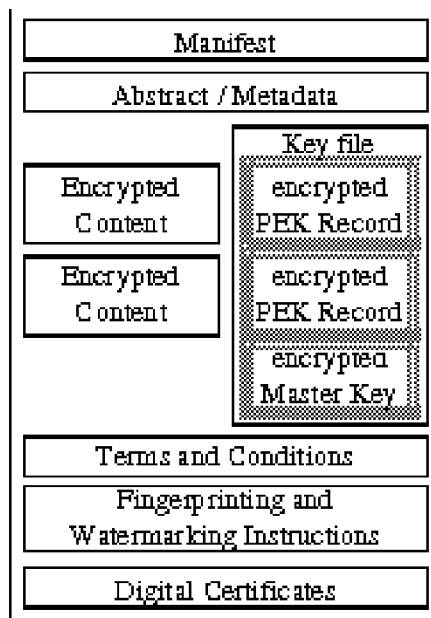 Manifest
Abstract / Metadata
Key file
Encrypted
Content
encrypted
PEK Record
Encrypted
Content
encrypted
PEK Record
encrypted
Master Key
Terms and Conditions
Fingerprinting and
Watermarking Instructions
Digital Certificates